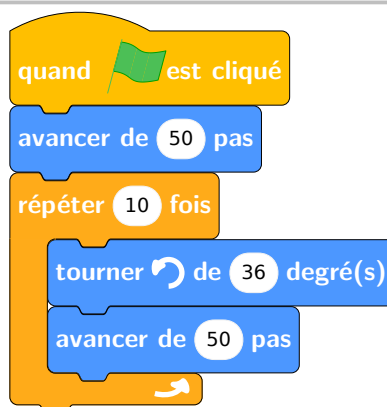 quand est cliqué
avancer de 50 pas
répéter 10 fois
tourner de 36 degré(s)
avancer de 50 pas